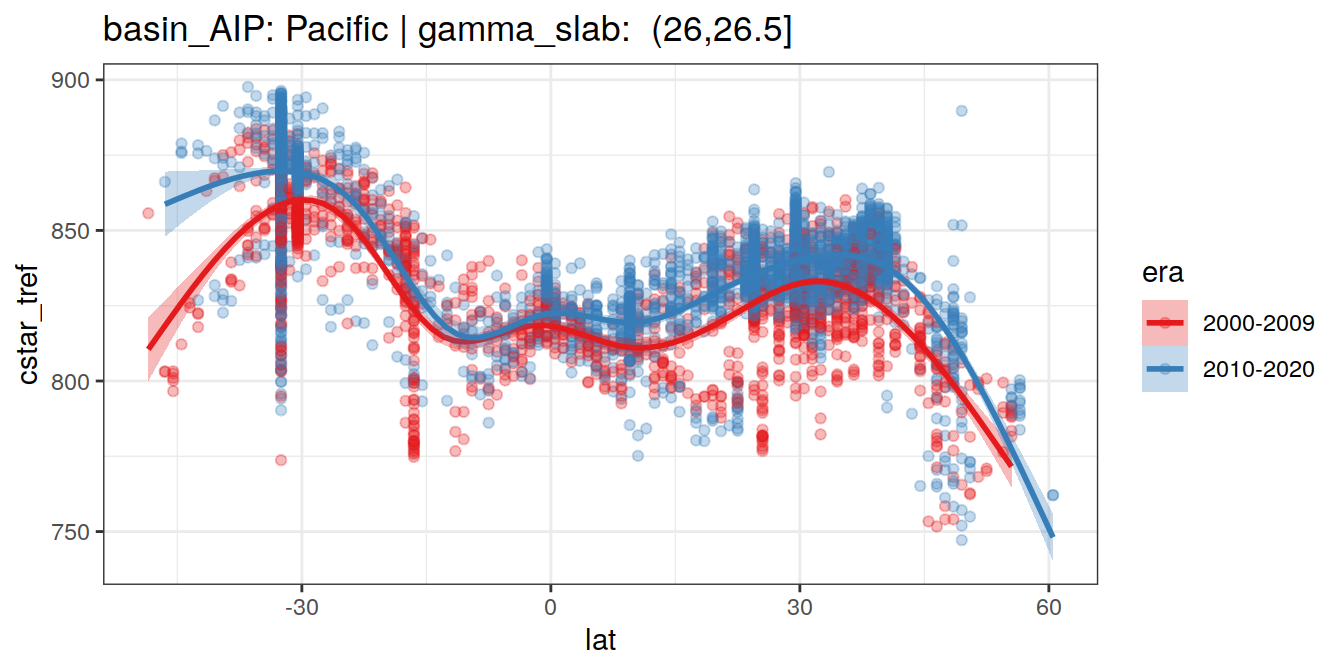 basin_AIP: Pacific | gamma_slab:  (26,26.5]
900
850
800
750
cstar_tref
-30
0
30
60
lat
era
2000-2009
2010-2020